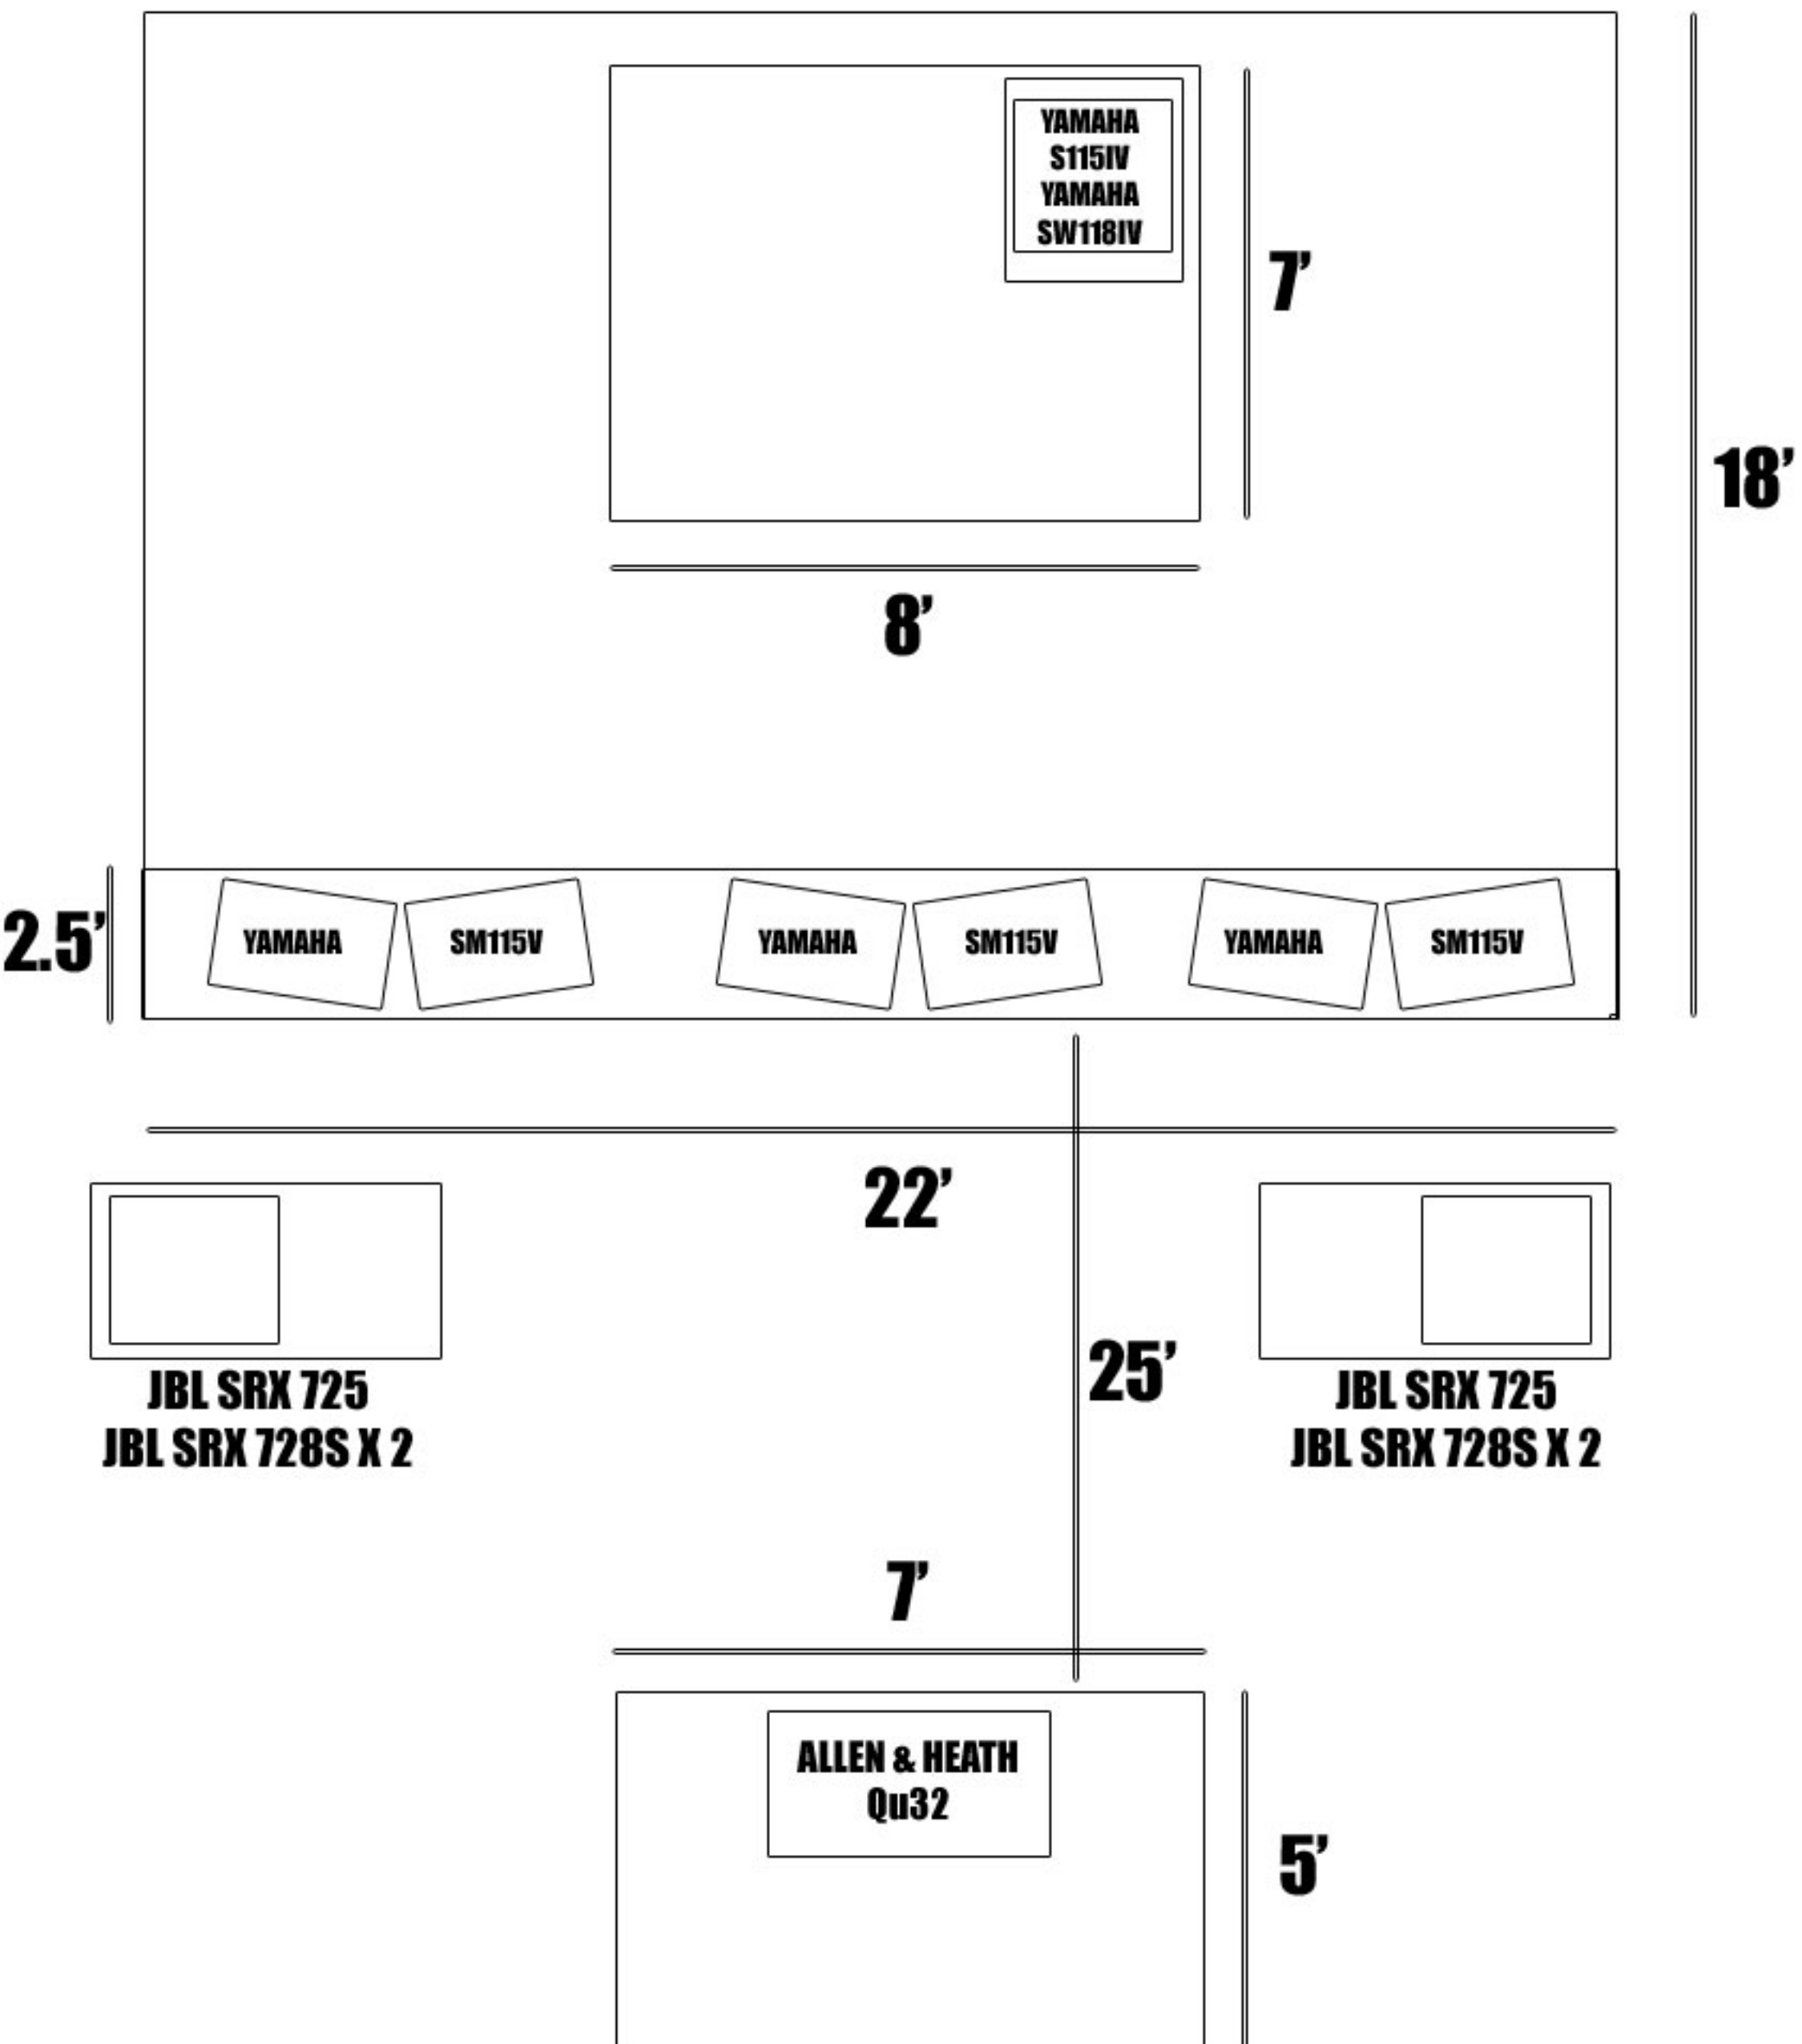 YAMAHA
S115IV
YAMAHA
SW118IV
7’
18’
8’
2.5’
YAMAHA SM115V YAMAHA SM115V YAMAHA SM115V
22’
25’
JBL SRX 725
JBL SRX 728S X 2
JBL SRX 725
JBL SRX 728S X 2
7’
ALLEN & HEATH
Qu32
5’